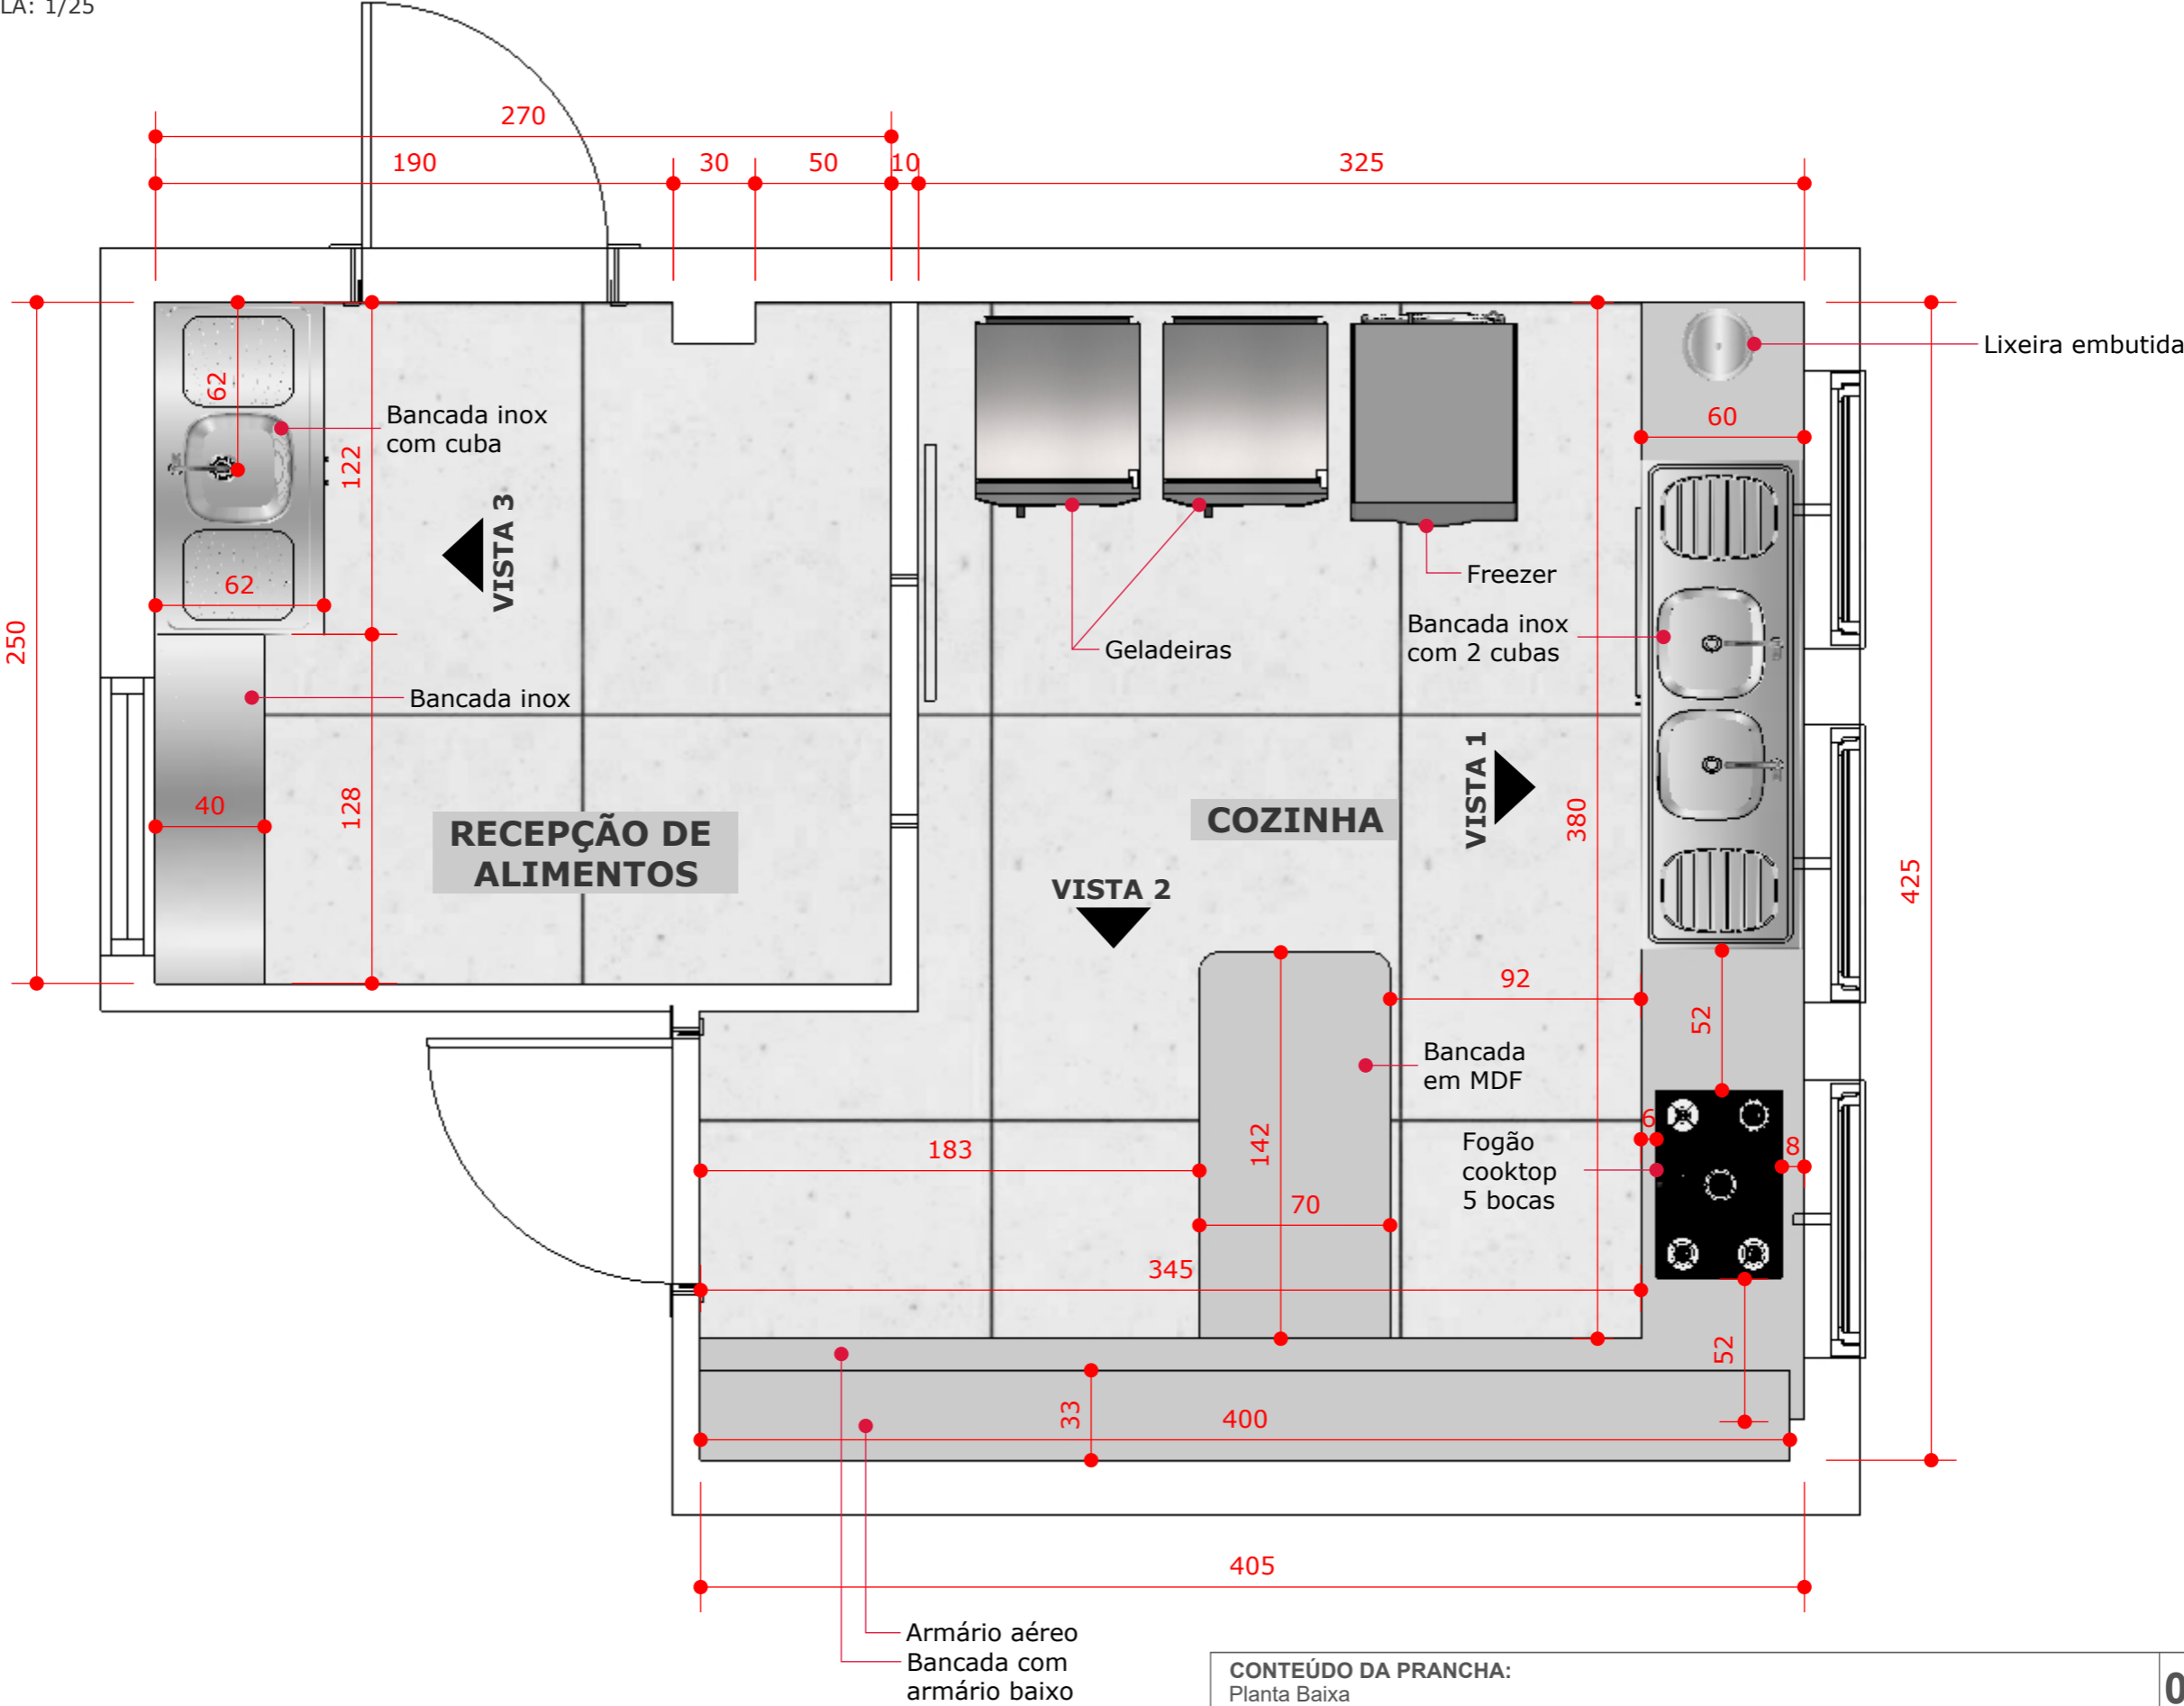 LA: 1/25
270
190
30
50
10
325
Lixeira embutida
62
Bancada inox
com cuba
122
60
VISTA 3
62
Freezer
Geladeiras
Bancada inox
com 2 cubas
250
Bancada inox
40
128
RECEPÇÃO DE
ALIMENTOS
COZINHA
VISTA 1
380
VISTA 2
425
92
52
Bancada
em MDF
142
183
6
8
Fogão
cooktop
5 bocas
70
345
52
33
400
405
Armário aéreo
Bancada com
armário baixo
CONTEÚDO DA PRANCHA:
Planta Baixa